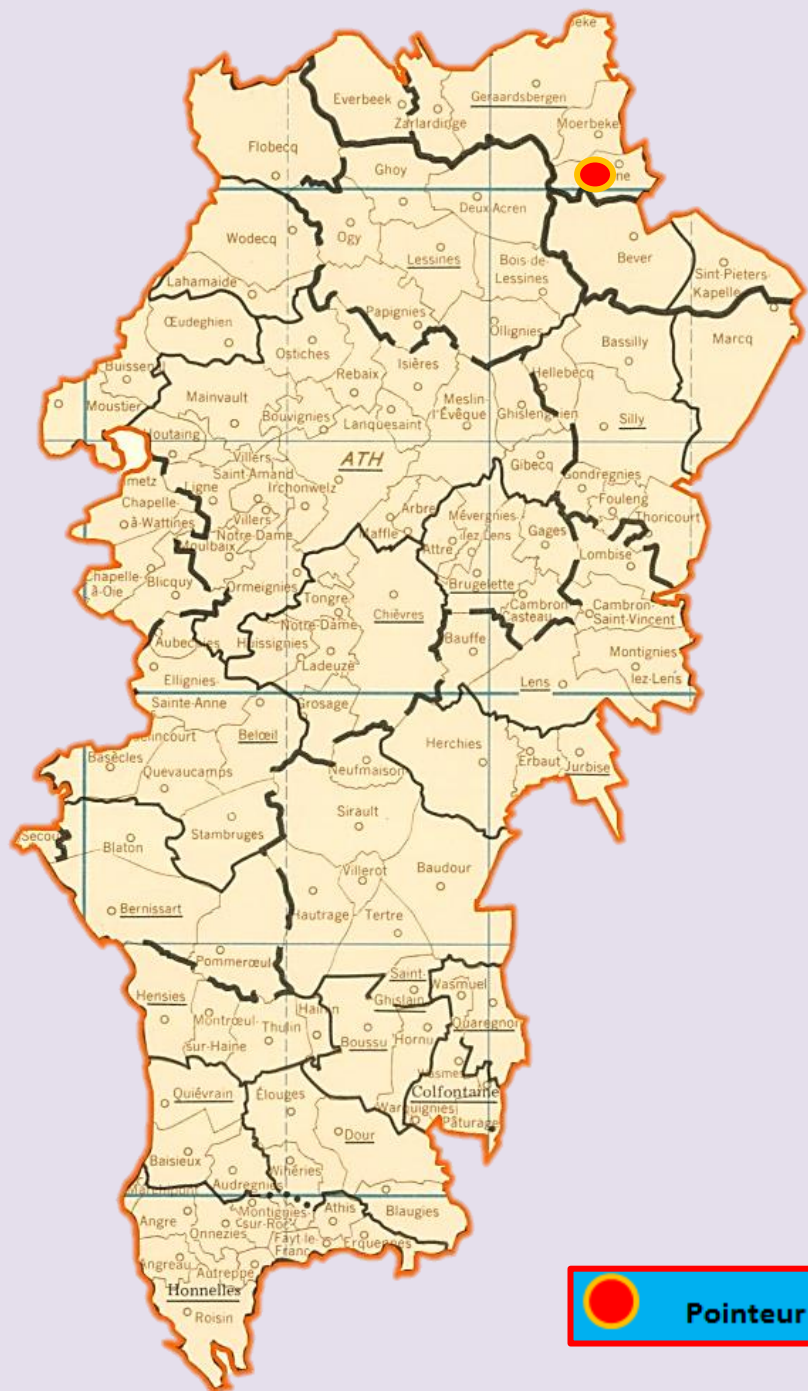 eke
Everbeek
Geraardsbergen
Zarlardinge
Moerbeke
Flobecq
Ghoy
ne
Deux-Acren
Wodecq
Ogy
Lessines
Bois-de-
Lessines
Bever
Sint-Pieters-
Kapelle
Lahamaide
Papignies
Ollignies
Œudeghien
Ostiches
Isières
Bassilly
Marcq
Buissenal
Rebaix
Hellebecq
Moustier
Mainvault
Meslin-
l'Évêque
Bouvignies
Lanquesaint
Ghislenghien
Silly
Houtaing
Villers
Saint-Amand
ATH
Gibecq
Gondregnies
metz
Ligne
Irchonwelz
Fouleng
Chapelle-
à-Wattines
Villers
Notre-Dame
Arbre
Maffle
Mévergnies
lez Lens
Thoricourt
Moulbaix
Attre
Gages
Lombise
Chapelle-
à-Oie
Blicquy
Ormeignies
Tongre
Notre-Dame
Chièvres
Brugelette
Cambron
Casteau
Cambron-
Saint-Vincent
Aubechies
Huissignies
Ladeuze
Bauffe
Montignies
lez-Lens
Ellignies-
Sainte-Anne
Grosage
Lens
Belœil
Herchies
Erbaut
Jurbise
Basècles
Quevaucamps
Neufmaison
Sirault
Stambruges
Blaton
Villerot
Baudour
Bernissart
Hautrage
Tertre
Pommerœul
Saint-
Ghislain
Wasmuel
Hensies
Quaregnon
Montrœul-
sur-Haine
Thulin
Hainin
Boussu
Hornu
Wasmes
Quiévrain
Élouges
Colfontaine
Warquignies
Pâturage
Dour
Baisieux
Audregnies
Wihéries
Marchipont
Montignies-
sur-Roc
Athis
Blaugies
Angre
Onnezies
Fayt-le-
Franc
Erquennes
Angreau
Autreppe
Honnelles
Roisin
Pointeur